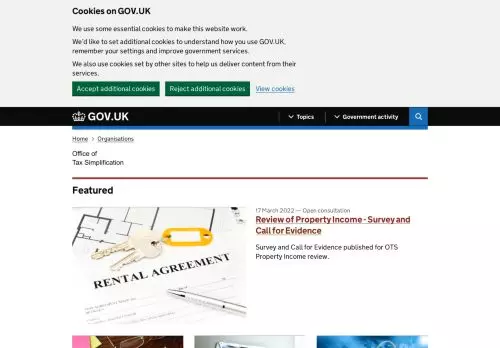 Cookies on GOV.UK
We use some essential cookies to make this website work.
We'd like to set additional cookies to understand how you use GOV.UK,
remember your settings and improve government services.
We also use cookies set by other sites to help us deliver content from their
services.
Accept additional cookies
Reject additional cookies
View cookies
GOV.UK
Topics
Government activity
Home
Organisations
Office of
Tax Simplification
Featured
17 March 2022 — Open consultation
Review of Property Income - Survey and
Call for Evidence
Survey and Call for Evidence published for OTS
Property Income review.
RENTAL AGREEMENT